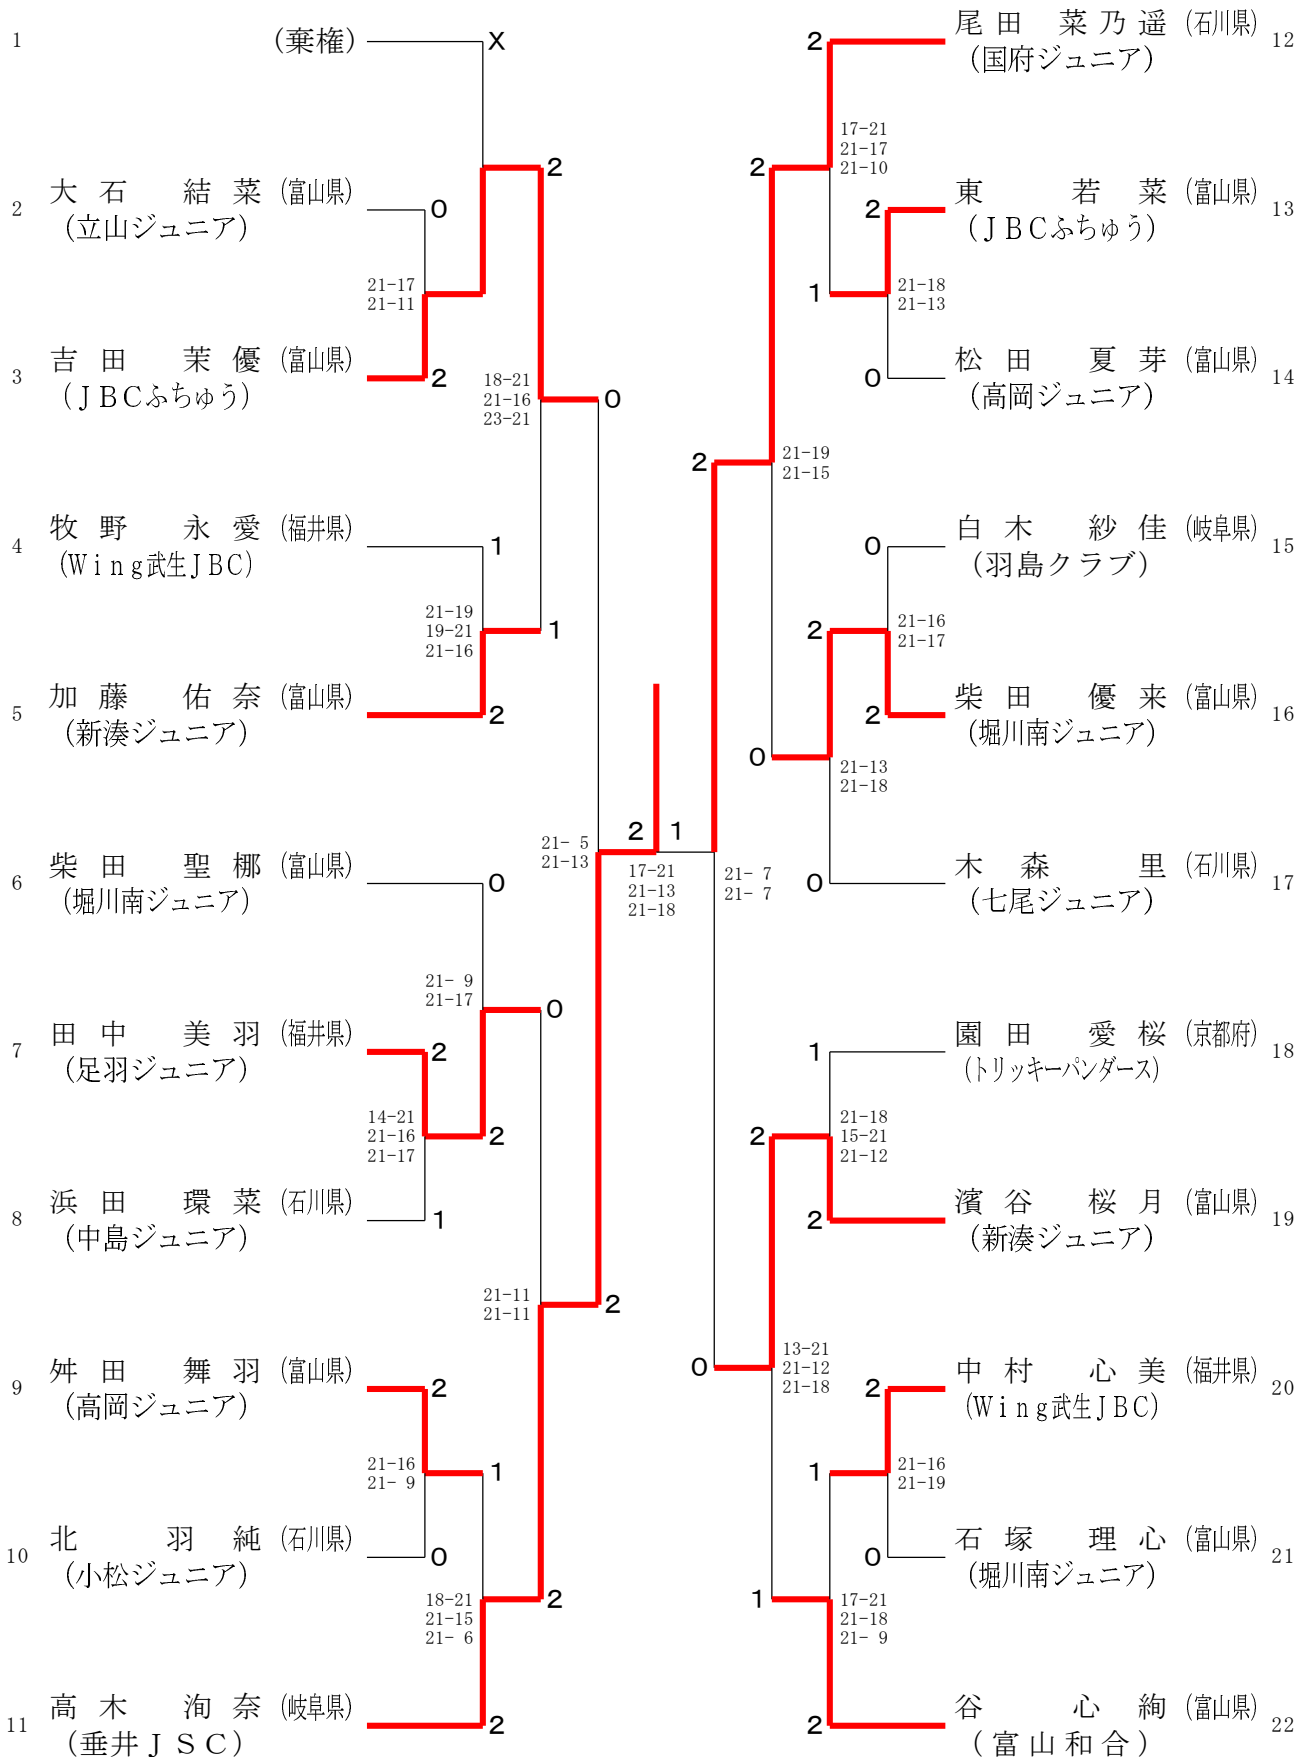 1 (棄権) X
2 大石 結菜 (富山県) 0
(立山ジュニア)
21-17
21-11
3 吉田 茉優 (富山県) 2
(ＪＢＣふちゅう)
2
18-21
21-16
23-21
0
4 牧野 永愛 (福井県) 1
(Ｗｉｎｇ武生ＪＢＣ)
21-19
19-21
21-16
1
5 加藤 佑奈 (富山県) 2
(新湊ジュニア)
21- 5
21-13
6 柴田 聖梛 (富山県) 0
(堀川南ジュニア)
21- 9
21-17
0
7 田中 美羽 (福井県) 2
(足羽ジュニア)
14-21
21-16
21-17
2
8 浜田 環菜 (石川県) 1
(中島ジュニア)
21-11
21-11
2
9 舛田 舞羽 (富山県) 2
(高岡ジュニア)
21-16
21- 9
1
10 北 羽純 (石川県) 0
(小松ジュニア)
18-21
21-15
21- 6
2
11 高木 洵奈 (岐阜県) 2
(垂井ＪＳＣ)
2 1
17-21
21-13
21-18
2 尾田 菜乃遥 (石川県) 12
(国府ジュニア)
17-21
21-17
21-10
2
2 東 若菜 (富山県) 13
(ＪＢＣふちゅう)
1
21-18
21-13
0 松田 夏芽 (富山県) 14
(高岡ジュニア)
2
21-19
21-15
0 白木 紗佳 (岐阜県) 15
(羽島クラブ)
2
21-16
21-17
2 柴田 優来 (富山県) 16
(堀川南ジュニア)
0
21-13
21-18
0 木森 里 (石川県) 17
(七尾ジュニア)
21- 7
21- 7
1 園田 愛桜 (京都府) 18
(トリッキーパンダース)
2
21-18
15-21
21-12
2 濱谷 桜月 (富山県) 19
(新湊ジュニア)
0
13-21
21-12
21-18
2 中村 心美 (福井県) 20
(Ｗｉｎｇ武生ＪＢＣ)
1
21-16
21-19
0 石塚 理心 (富山県) 21
(堀川南ジュニア)
1
17-21
21-18
21- 9
2 谷 心絢 (富山県) 22
(富山和合)